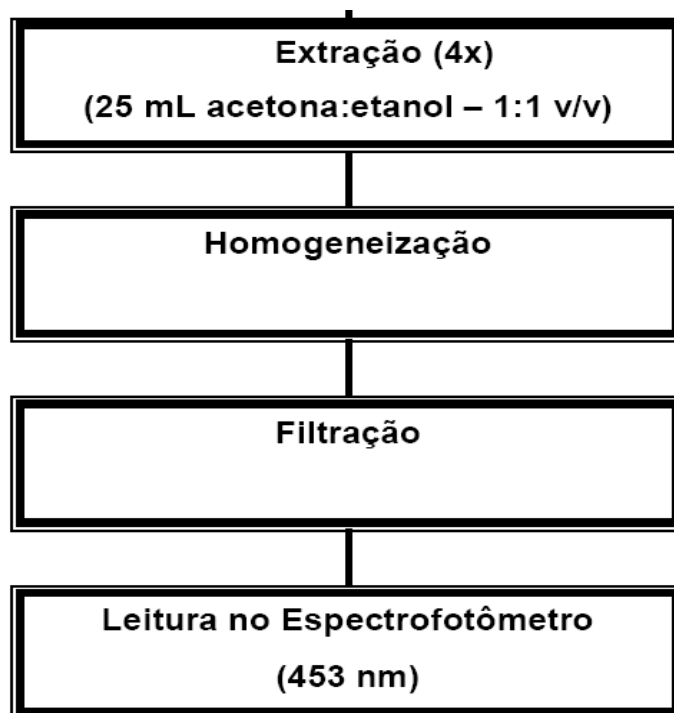 Extração (4x)
(25 mL acetona:etanol – 1:1 v/v)
Homogeneização
Filtração
Leitura no Espectrofotômetro
(453 nm)